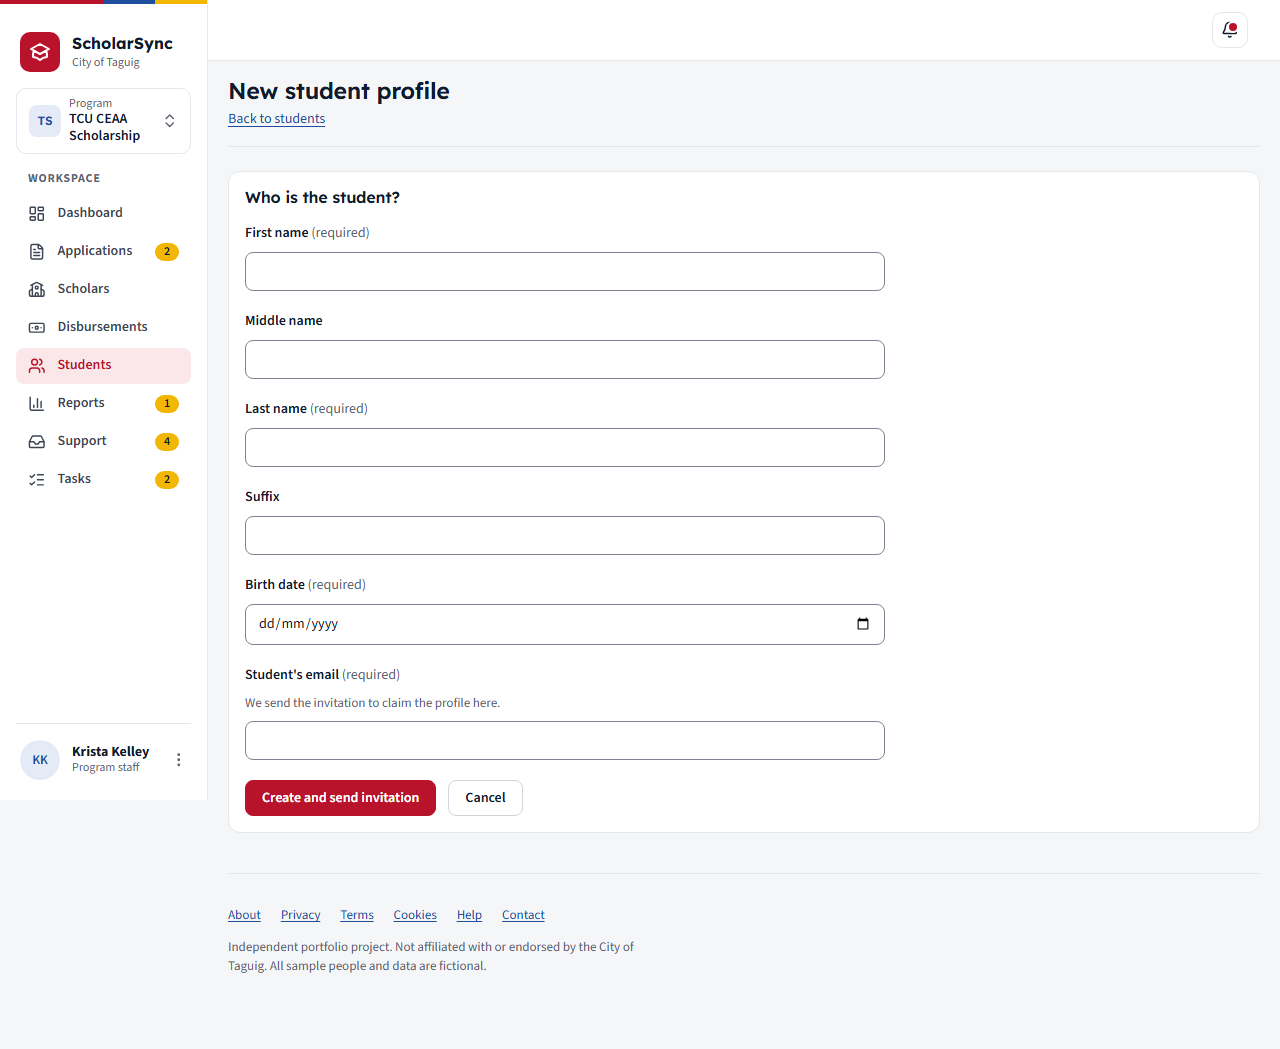 ScholarSync
City of Taguig
Program
TS
TCU CEAA
Scholarship
WORKSPACE
Dashboard
Applications 2
Scholars
Disbursements
Students
Reports 1
Support 4
Tasks 2
KK
Krista Kelley
Program staff
New student profile
Back to students
Who is the student?
First name (required)
Middle name
Last name (required)
Suffix
Birth date (required)
dd/mm/yyyy
Student's email (required)
We send the invitation to claim the profile here.
Create and send invitation
Cancel
About Privacy Terms Cookies Help Contact
Independent portfolio project. Not affiliated with or endorsed by the City of
Taguig. All sample people and data are fictional.